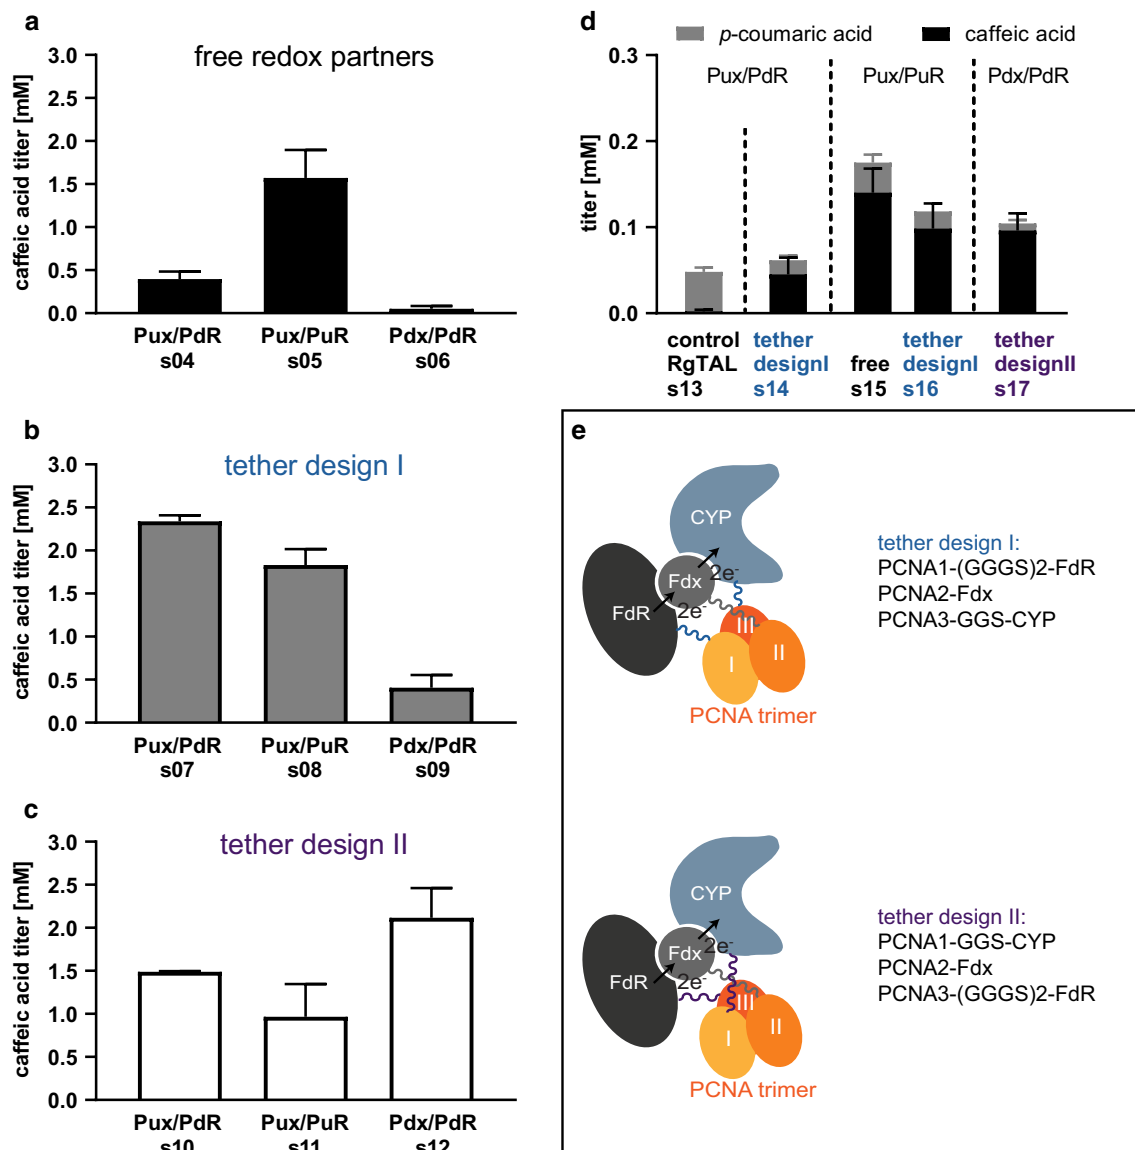 a
free redox partners
caffeic acid titer [mM]
3.0
2.5
2.0
1.5
1.0
0.5
0.0
Pux/PdR Pux/PuR Pdx/PdR
s04 s05 s06
b
tether design I
caffeic acid titer [mM]
3.0
2.5
2.0
1.5
1.0
0.5
0.0
Pux/PdR Pux/PuR Pdx/PdR
s07 s08 s09
c
tether design II
caffeic acid titer [mM]
3.0
2.5
2.0
1.5
1.0
0.5
0.0
Pux/PdR Pux/PuR Pdx/PdR
s10 s11 s12
d
p-coumaric acid caffeic acid
Pux/PdR Pux/PuR Pdx/PdR
titer [mM]
0.3
0.2
0.1
0.0
control
RgTAL
s13
tether
designI
s14
free
s15
tether
designI
s16
tether
designII
s17
e
CYP
Fdx
2e-
FdR
2e-
III
I
II
PCNA trimer
tether design I:
PCNA1-(GGGS)2-FdR
PCNA2-Fdx
PCNA3-GGS-CYP
CYP
Fdx
2e-
FdR
2e-
III
I
II
PCNA trimer
tether design II:
PCNA1-GGS-CYP
PCNA2-Fdx
PCNA3-(GGGS)2-FdR